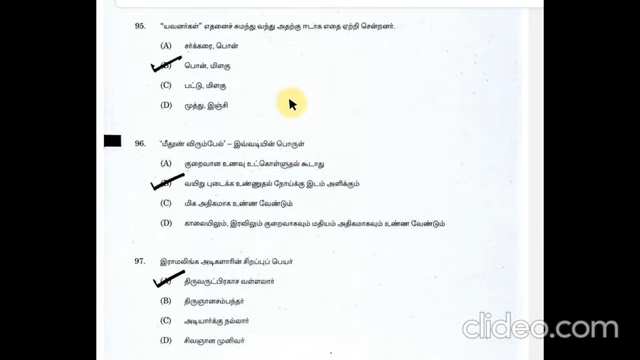 95. "யவனர்கள்" எதனைச் சுமந்து வந்து அதற்கு ஈடாக எதை ஏற்றி சென்றனர்.
(A) சர்க்கரை, பொன்
(B) பொன், மிளகு
(C) பட்டு, மிளகு
(D) முத்து, இஞ்சி
96. 'மீதூண் விரும்பேல்' – இவ்வடியின் பொருள்
(A) குறைவான உணவு உட்கொள்ளுதல் கூடாது
(B) வயிறு புடைக்க உண்ணுதல் நோய்க்கு இடம் அளிக்கும்
(C) மிக அதிகமாக உண்ண வேண்டும்
(D) காலையிலும், இரவிலும் குறைவாகவும் மதியம் அதிகமாகவும் உண்ண வேண்டும்
97. இராமலிங்க அடிகளாரின் சிறப்புப் பெயர்
(A) திருவருட்பிரகாச வள்ளலார்
(B) திருஞானசம்பந்தர்
(C) அடியார்க்கு நல்லார்
(D) சிவஞான முனிவர்
clideo.com